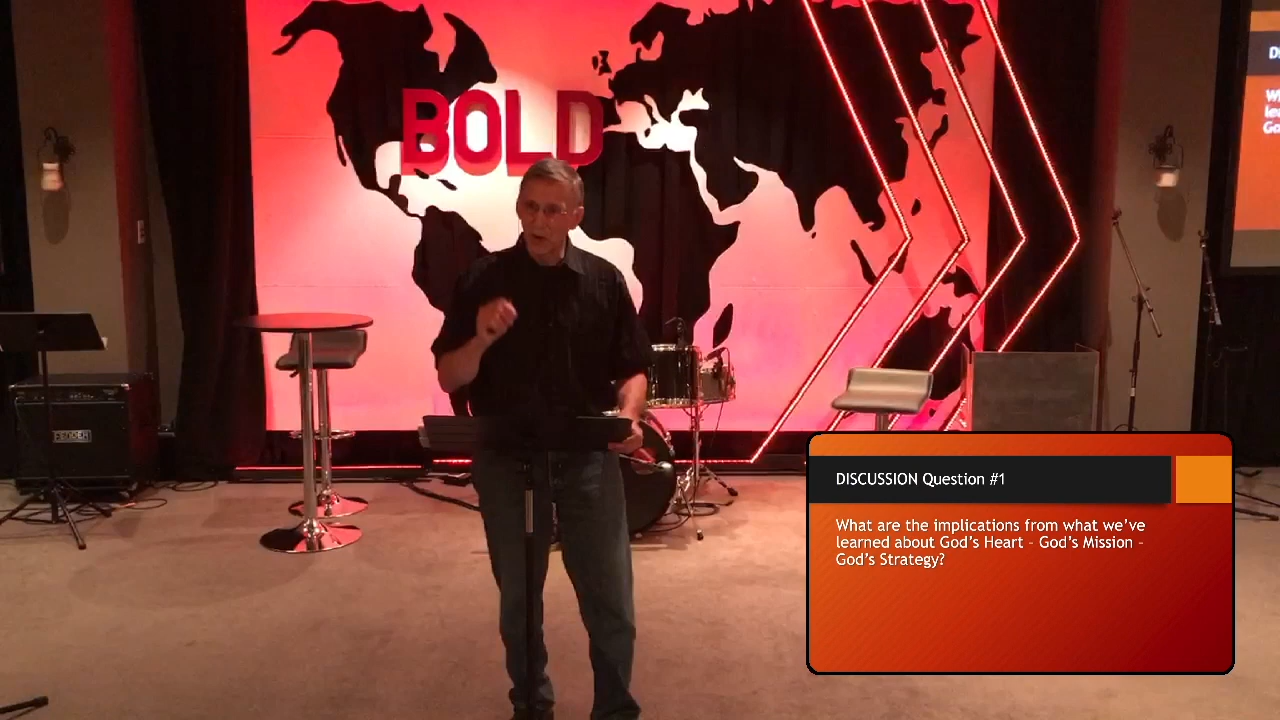 BOLD
FENDER
DISCUSSION Question #1
What are the implications from what we've
learned about God's Heart - God's Mission -
God's Strategy?